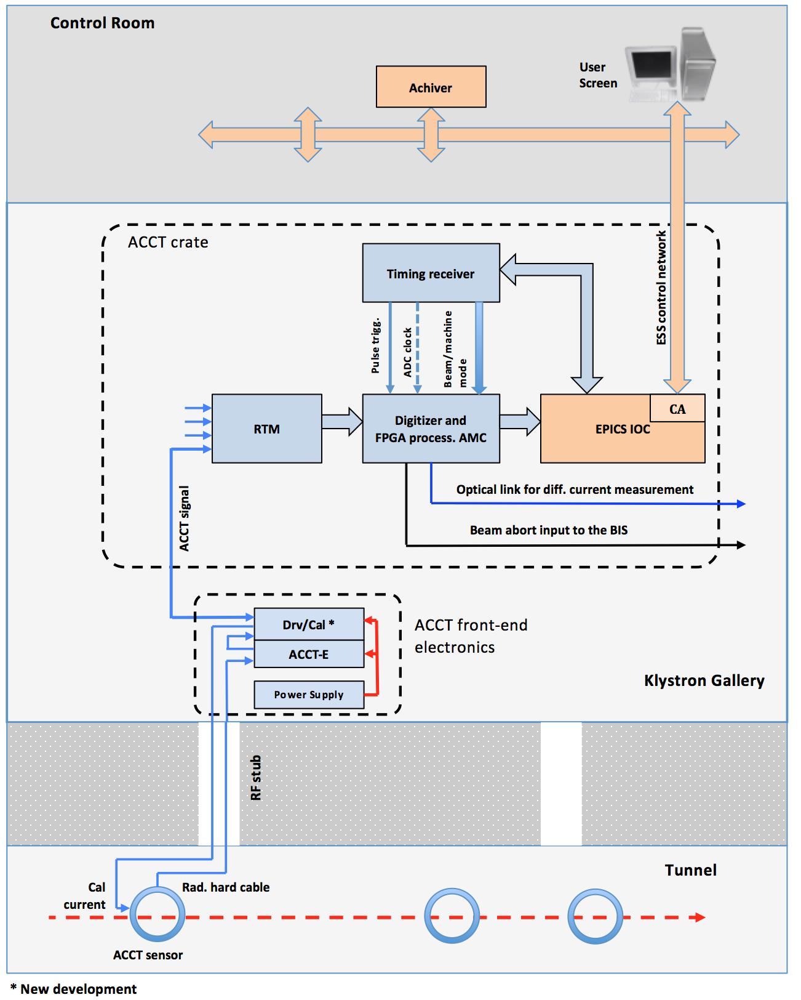 Control Room
User
Screen
Achiver
ACCT crate
ESS control network
Timing receiver
Pulse trigg.
ADC clock
Beam/machine
mode
RTM
Digitizer and
FPGA process. AMC
CA
EPICS IOC
ACCT signal
Optical link for diff. current measurement
Beam abort input to the BIS
Drv/Cal *
ACCT-E
Power Supply
ACCT front-end
electronics
Klystron Gallery
RF stub
Tunnel
Cal
current
Rad. hard cable
ACCT sensor
* New development